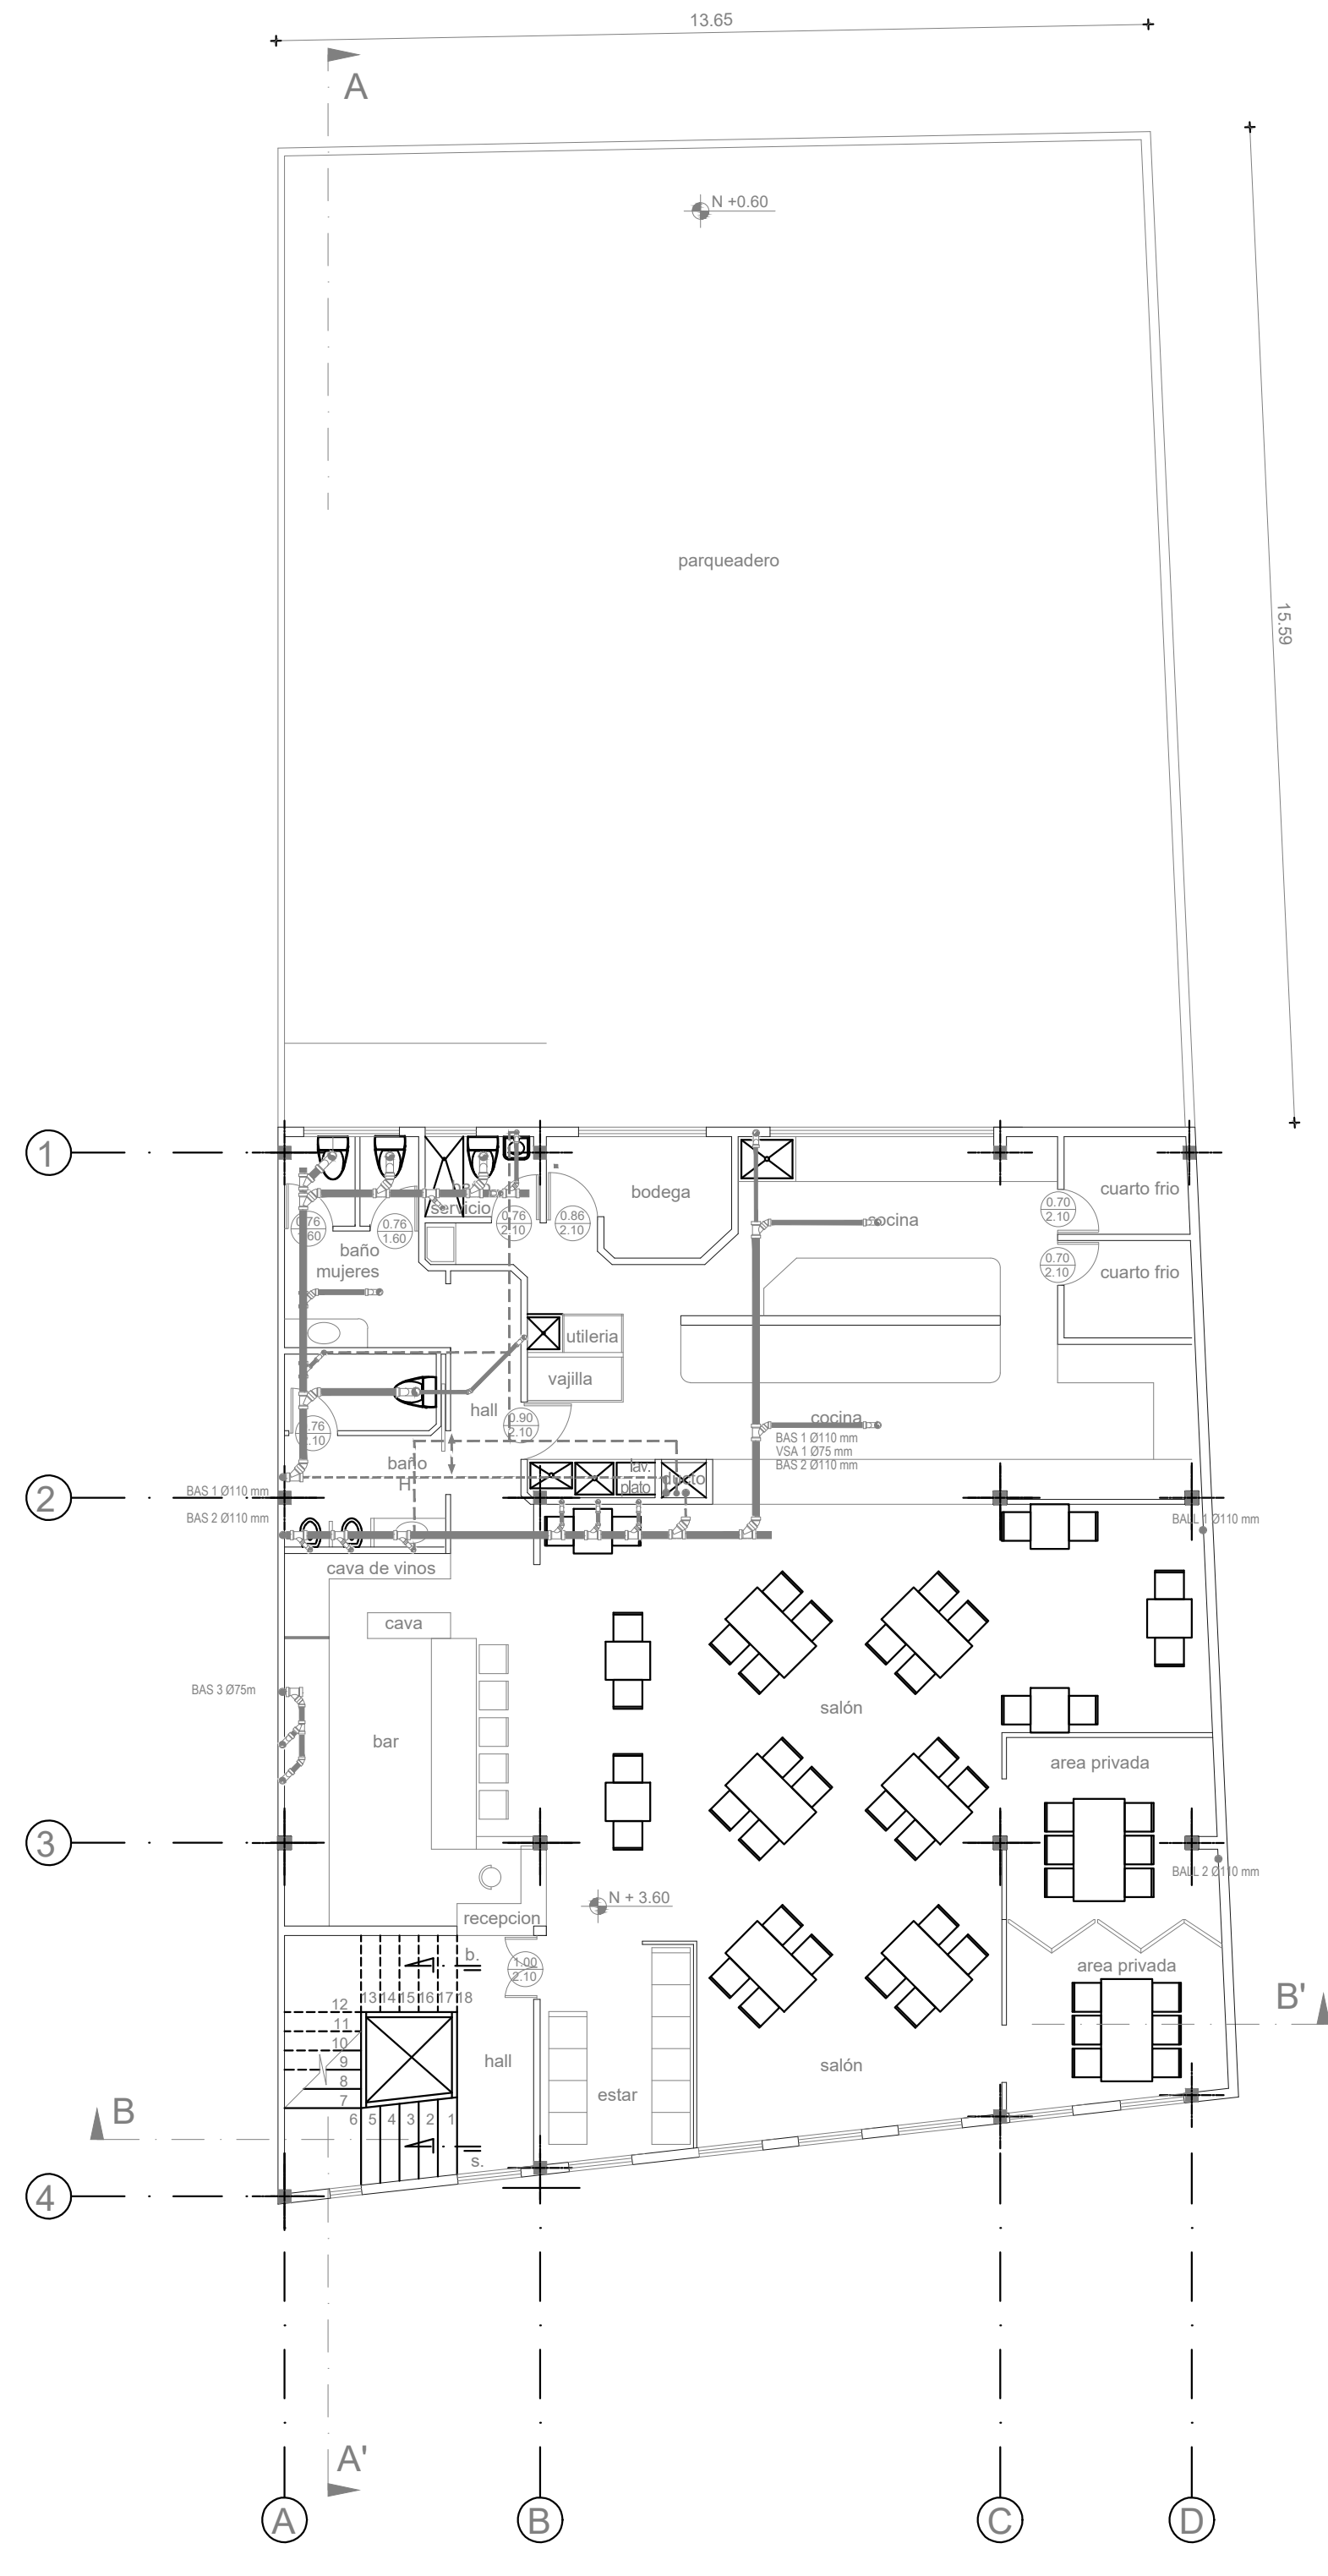 13.65
A
N +0.60
parqueadero
15.59
1
bodega
cuarto frio
servicio
0.76
2.10
0.86
2.10
0.70
2.10
cocina
0.76
1.60
0.76
1.60
baño
mujeres
0.70
2.10
cuarto frio
utileria
vajilla
hall
0.90
2.10
cocina
0.76
2.10
BAS 1 Ø110 mm
VSA 1 Ø75 mm
BAS 2 Ø110 mm
baño
H
lav.
plato
ducto
2
BAS 1 Ø110 mm
BAS 2 Ø110 mm
BALL 1 Ø110 mm
cava de vinos
cava
BAS 3 Ø75m
salón
bar
area privada
3
BALL 2 Ø110 mm
N + 3.60
recepcion
b.
1.00
2.10
area privada
13 14 15 16 17 18
12
11
10
9
8
7
6 5 4 3 2 1
B'
hall
salón
estar
B
s.
4
A'
A
B
C
D